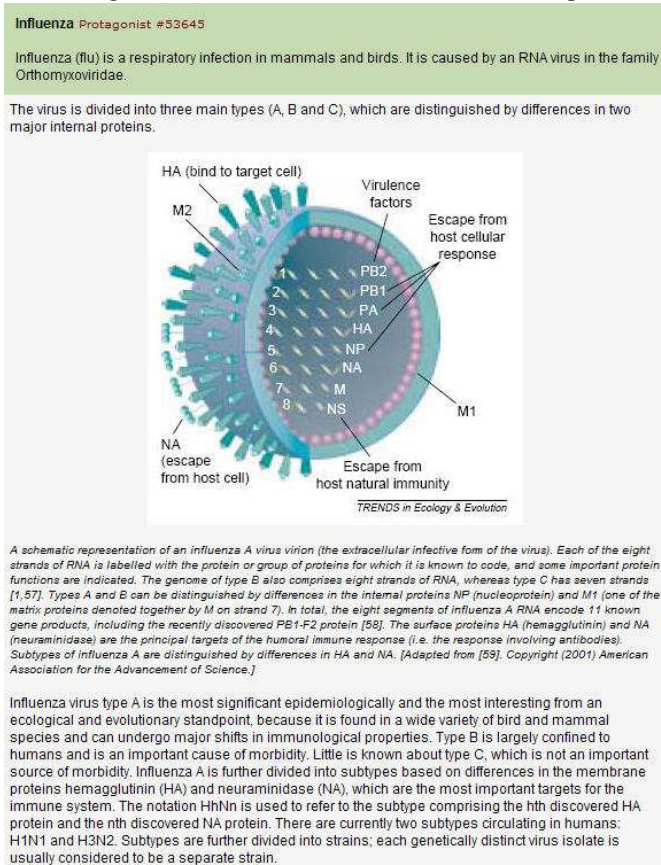 Influenza Protagonist #53645
Influenza (flu) is a respiratory infection in mammals and birds. It is caused by an RNA virus in the family
Orthomyxoviridae.
The virus is divided into three main types (A, B and C), which are distinguished by differences in two
major internal proteins.
HA (bind to target cell)
M2
Virulence
factors
Escape from
host cellular
response
1 PB2
2 PB1
3 PA
4 HA
5 NP
6 NA
7 M
8 NS
M1
NA
(escape
from host cell)
Escape from
host natural immunity
TRENDS in Ecology & Evolution
A schematic representation of an influenza A virus virion (the extracellular infective form of the virus). Each of the eight
strands of RNA is labelled with the protein or group of proteins for which it is known to code, and some important protein
functions are indicated. The genome of type B also comprises eight strands of RNA, whereas type C has seven strands
[1,57]. Types A and B can be distinguished by differences in the internal proteins NP (nucleoprotein) and M1 (one of the
matrix proteins denoted together by M on strand 7). In total, the eight segments of influenza A RNA encode 11 known
gene products, including the recently discovered PB1-F2 protein [58]. The surface proteins HA (hemagglutinin) and NA
(neuraminidase) are the principal targets of the humoral immune response (i.e. the response involving antibodies).
Subtypes of influenza A are distinguished by differences in HA and NA. [Adapted from [59]. Copyright (2001) American
Association for the Advancement of Science.]
Influenza virus type A is the most significant epidemiologically and the most interesting from an
ecological and evolutionary standpoint, because it is found in a wide variety of bird and mammal
species and can undergo major shifts in immunological properties. Type B is largely confined to
humans and is an important cause of morbidity. Little is known about type C, which is not an important
source of morbidity. Influenza A is further divided into subtypes based on differences in the membrane
proteins hemagglutinin (HA) and neuraminidase (NA), which are the most important targets for the
immune system. The notation HhNn is used to refer to the subtype comprising the hth discovered HA
protein and the nth discovered NA protein. There are currently two subtypes circulating in humans:
H1N1 and H3N2. Subtypes are further divided into strains; each genetically distinct virus isolate is
usually considered to be a separate strain.